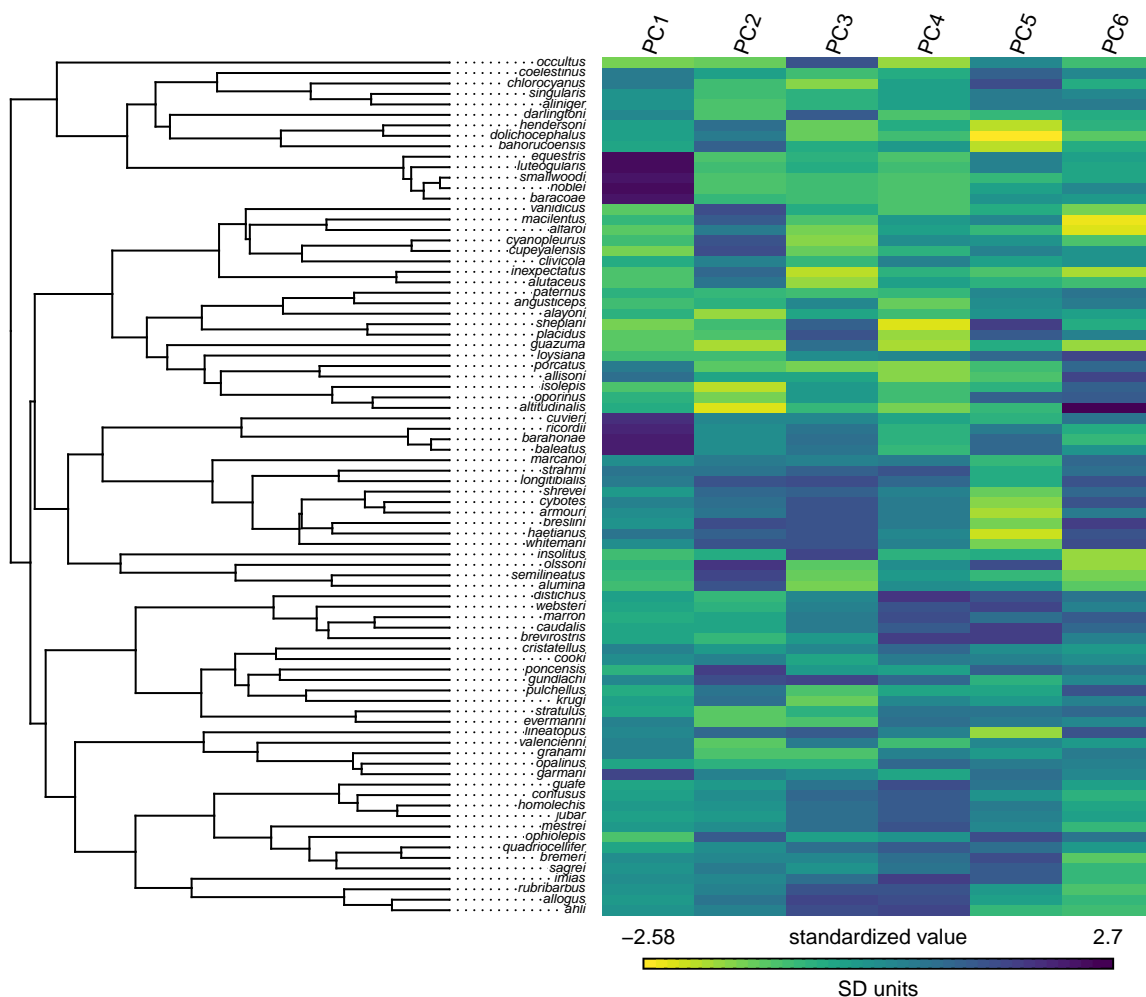 PC1 PC2 PC3 PC4 PC5 PC6
occultus
coelestinus
chlorocyanus
singularis
aliniger
darlingtoni
hendersoni
dolichocephalus
bahorucoensis
equestris
luteogularis
smallwoodi
noblei
baracoae
vanidicus
macilentus
alfaroi
cyanopleurus
cupeyalensis
clivicola
inexpectatus
alutaceus
paternus
angusticeps
alayoni
sheplani
placidus
guazuma
loysiana
porcatus
allisoni
isolepis
oporinus
altitudinalis
cuvieri
ricordii
barahonae
baleatus
marcanoi
strahmi
longitibialis
shrevei
cybotes
armouri
breslini
haetianus
whitemani
insolitus
olssoni
semilineatus
alumina
distichus
websteri
marron
caudalis
brevirostris
cristatellus
cooki
poncensis
gundlachi
pulchellus
krugi
stratulus
evermanni
lineatopus
valencienni
grahami
opalinus
garmani
guafe
confusus
homolechis
jubar
mestrei
ophiolepis
quadriocellifer
bremeri
sagrei
imias
rubribarbus
allogus
ahli
−2.58 standardized value 2.7
SD units